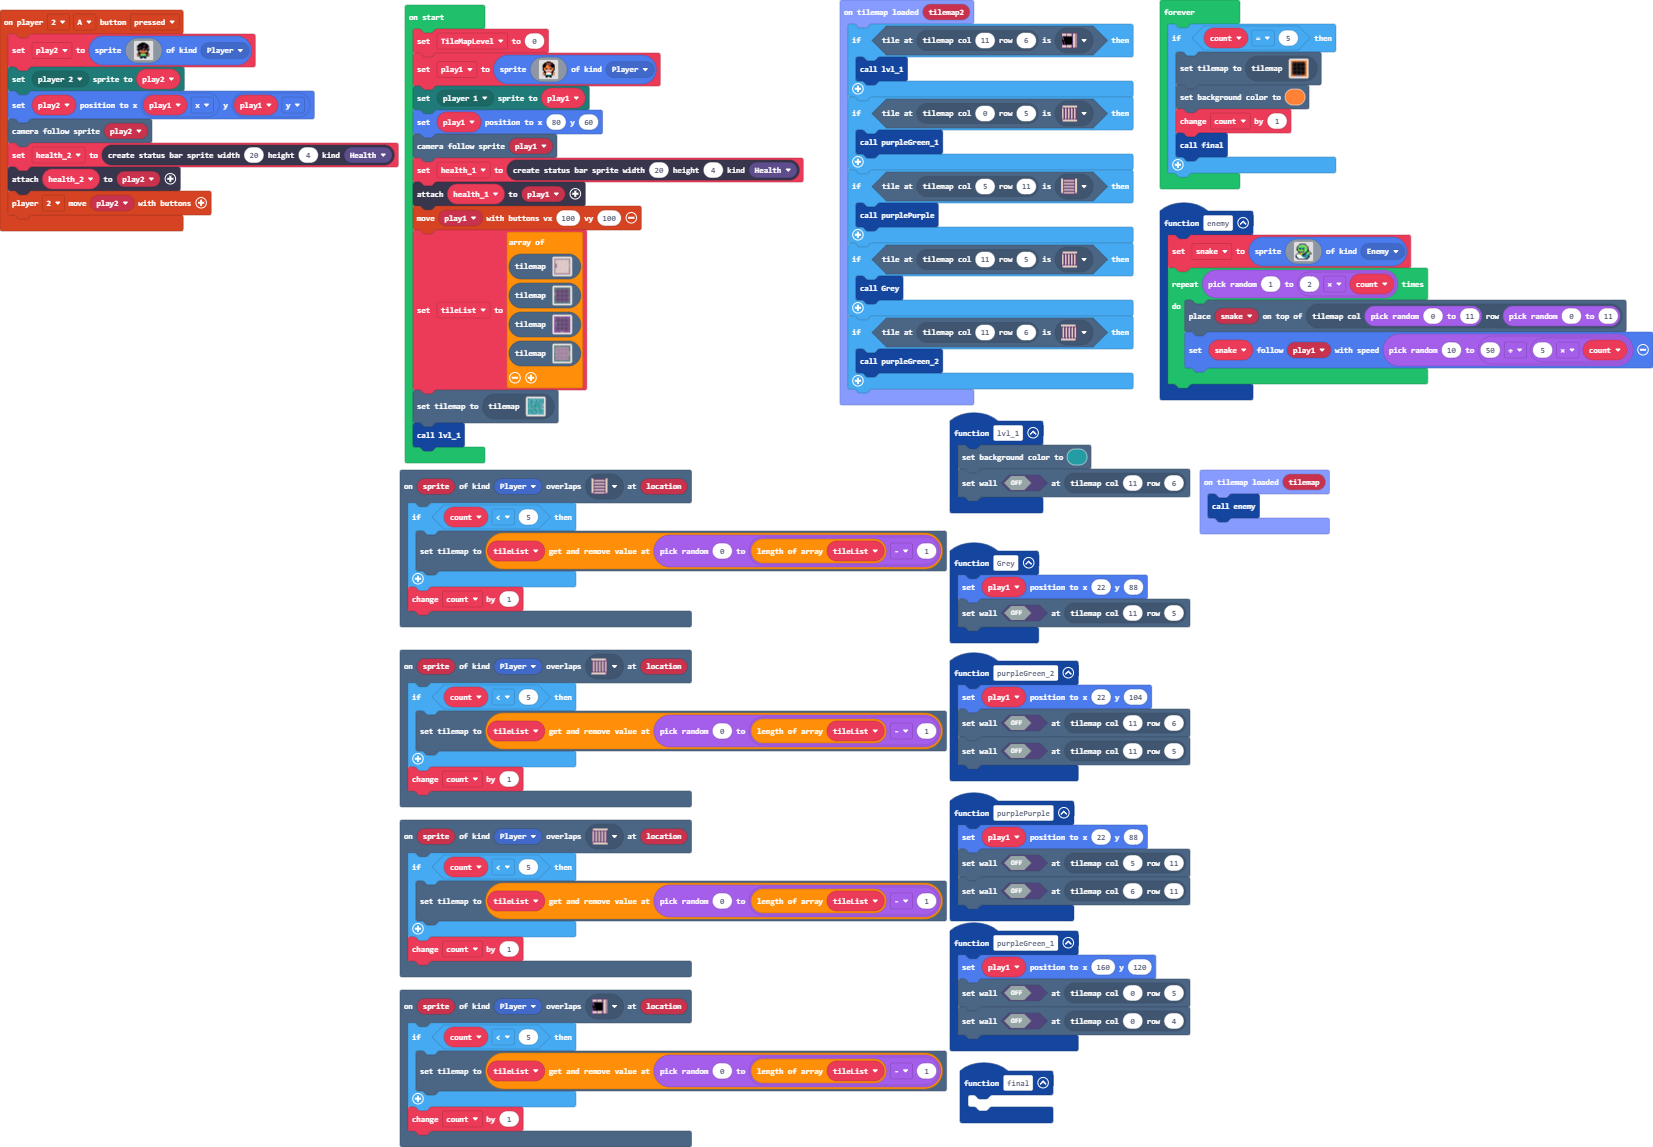 on player 2 A button pressed
set play2 to sprite of kind Player
set player 2 sprite to play2
set play2 position to x play1 x y play1 y
camera follow sprite play2
set health_2 to create status bar sprite width 20 height 4 kind Health
attach health_2 to play2
player 2 move play2 with buttons
on start
set TileMapLevel to 0
set play1 to sprite of kind Player
set player 1 sprite to play1
set play1 position to x 80 y 60
camera follow sprite play1
set health_1 to create status bar sprite width 20 height 4 kind Health
attach health_1 to play1
move play1 with buttons vx 100 vy 100
array of
tilemap
tilemap
set tileList to
tilemap
tilemap
set tilemap to tilemap
call lvl_1
on tilemap loaded tilemap2
if tile at tilemap col 11 row 6 is then
call lvl_1
if tile at tilemap col 0 row 5 is then
call purpleGreen_1
if tile at tilemap col 5 row 11 is then
call purplePurple
if tile at tilemap col 11 row 5 is then
call Grey
if tile at tilemap col 11 row 6 is then
call purpleGreen_2
forever
if count = 5 then
set tilemap to tilemap
set background color to
change count by 1
call final
function enemy
set snake to sprite of kind Enemy
repeat pick random 1 to 2 × count times
do
place snake on top of tilemap col pick random 0 to 11 row pick random 0 to 11
set snake follow play1 with speed pick random 10 to 50 ÷ 5 × count
on sprite of kind Player overlaps at location
if count < 5 then
set tilemap to tileList get and remove value at pick random 0 to length of array tileList - 1
change count by 1
on sprite of kind Player overlaps at location
if count < 5 then
set tilemap to tileList get and remove value at pick random 0 to length of array tileList - 1
change count by 1
on sprite of kind Player overlaps at location
if count < 5 then
set tilemap to tileList get and remove value at pick random 0 to length of array tileList - 1
change count by 1
on sprite of kind Player overlaps at location
if count < 5 then
set tilemap to tileList get and remove value at pick random 0 to length of array tileList - 1
change count by 1
function lvl_1
set background color to
set wall OFF at tilemap col 11 row 6
on tilemap loaded tilemap
call enemy
function Grey
set play1 position to x 22 y 88
set wall OFF at tilemap col 11 row 5
function purpleGreen_2
set play1 position to x 22 y 104
set wall OFF at tilemap col 11 row 6
set wall OFF at tilemap col 11 row 5
function purplePurple
set play1 position to x 22 y 88
set wall OFF at tilemap col 5 row 11
set wall OFF at tilemap col 6 row 11
function purpleGreen_1
set play1 position to x 160 y 120
set wall OFF at tilemap col 0 row 5
set wall OFF at tilemap col 0 row 4
function final